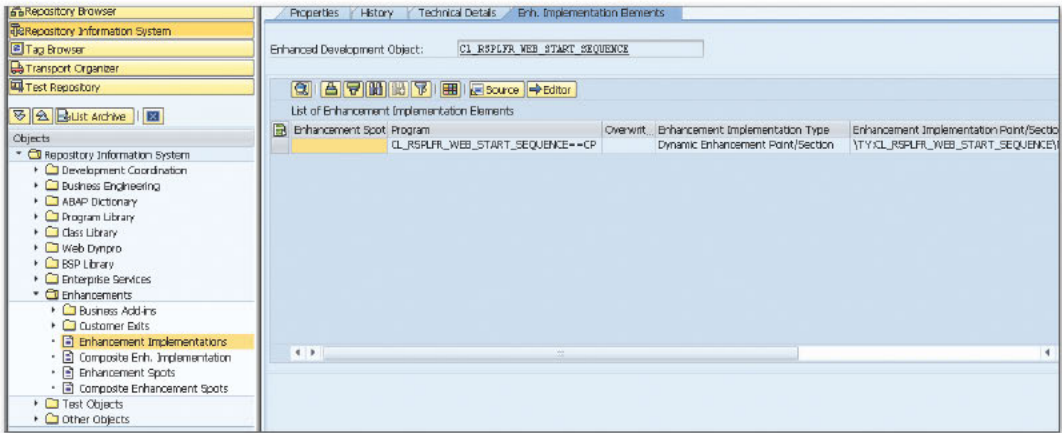 Repository Browser
Repository Information System
Tag Browser
Transport Organizer
Test Repository
List Archive
Objects
Repository Information System
Development Coordination
Business Engineering
ABAP Dictionary
Program Library
Class Library
Web Dynpro
BSP Library
Enterprise Services
Enhancements
Business Add-ins
Customer Exits
Enhancement Implementations
Composite Enh. Implementation
Enhancement Spots
Composite Enhancement Spots
Test Objects
Other Objects
Properties History Technical Details Enh. Implementation Elements
Enhanced Development Object: CL_RSPLFR_WEB_START_SEQUENCE
Source Editor
List of Enhancement Implementation Elements
Enhancement Spot Program Overwrit... Enhancement Implementation Type Enhancement Implementation Point/Sectio
CL_RSPLFR_WEB_START_SEQUENCE==CP Dynamic Enhancement Point/Section \TY:CL_RSPLFR_WEB_START_SEQUENCE\